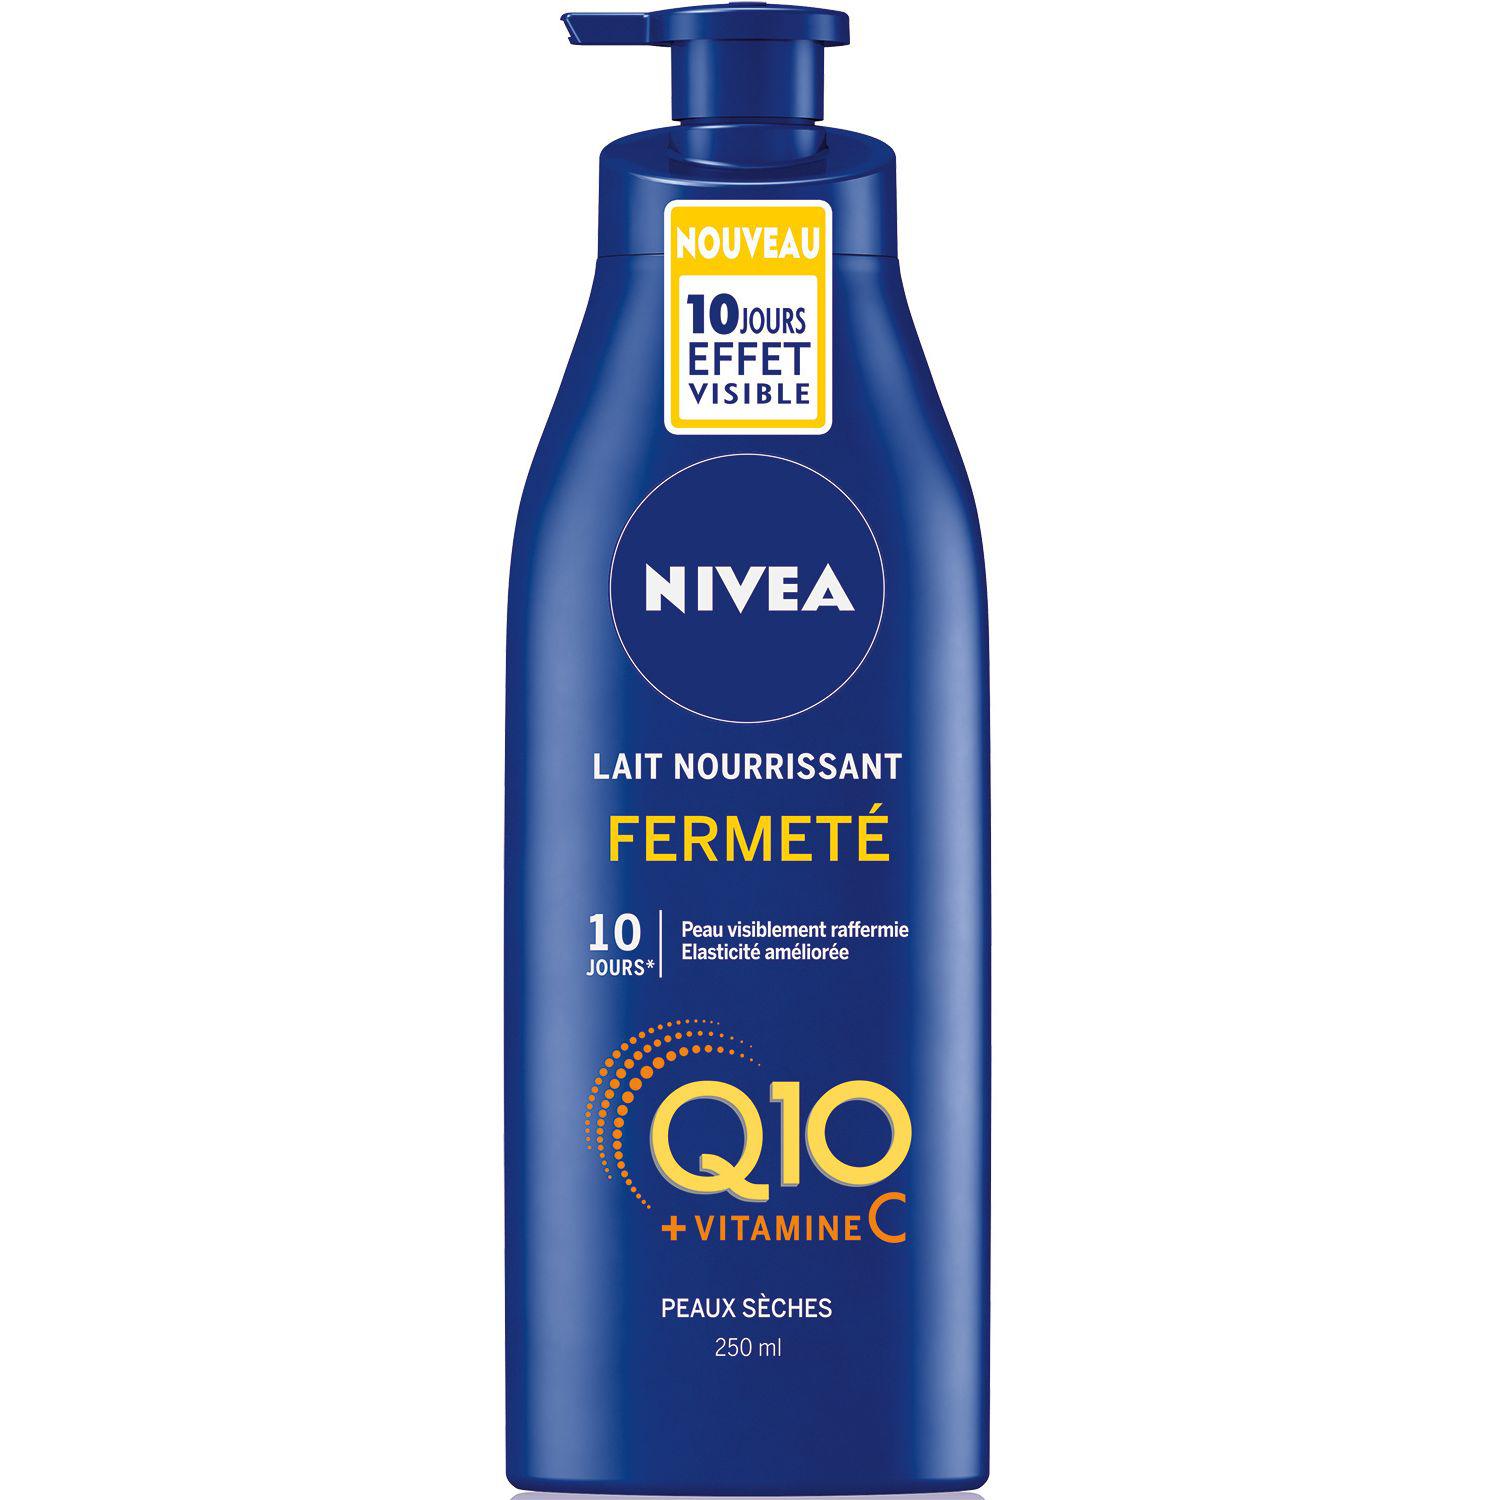 NOUVEAU
10 JOURS
EFFET
VISIBLE
NIVEA
LAIT NOURRISSANT
FERMETÉ
10
JOURS*
Peau visiblement raffermie
Elasticité améliorée
Q10
+ VITAMINE C
PEAUX SÈCHES
250 ml